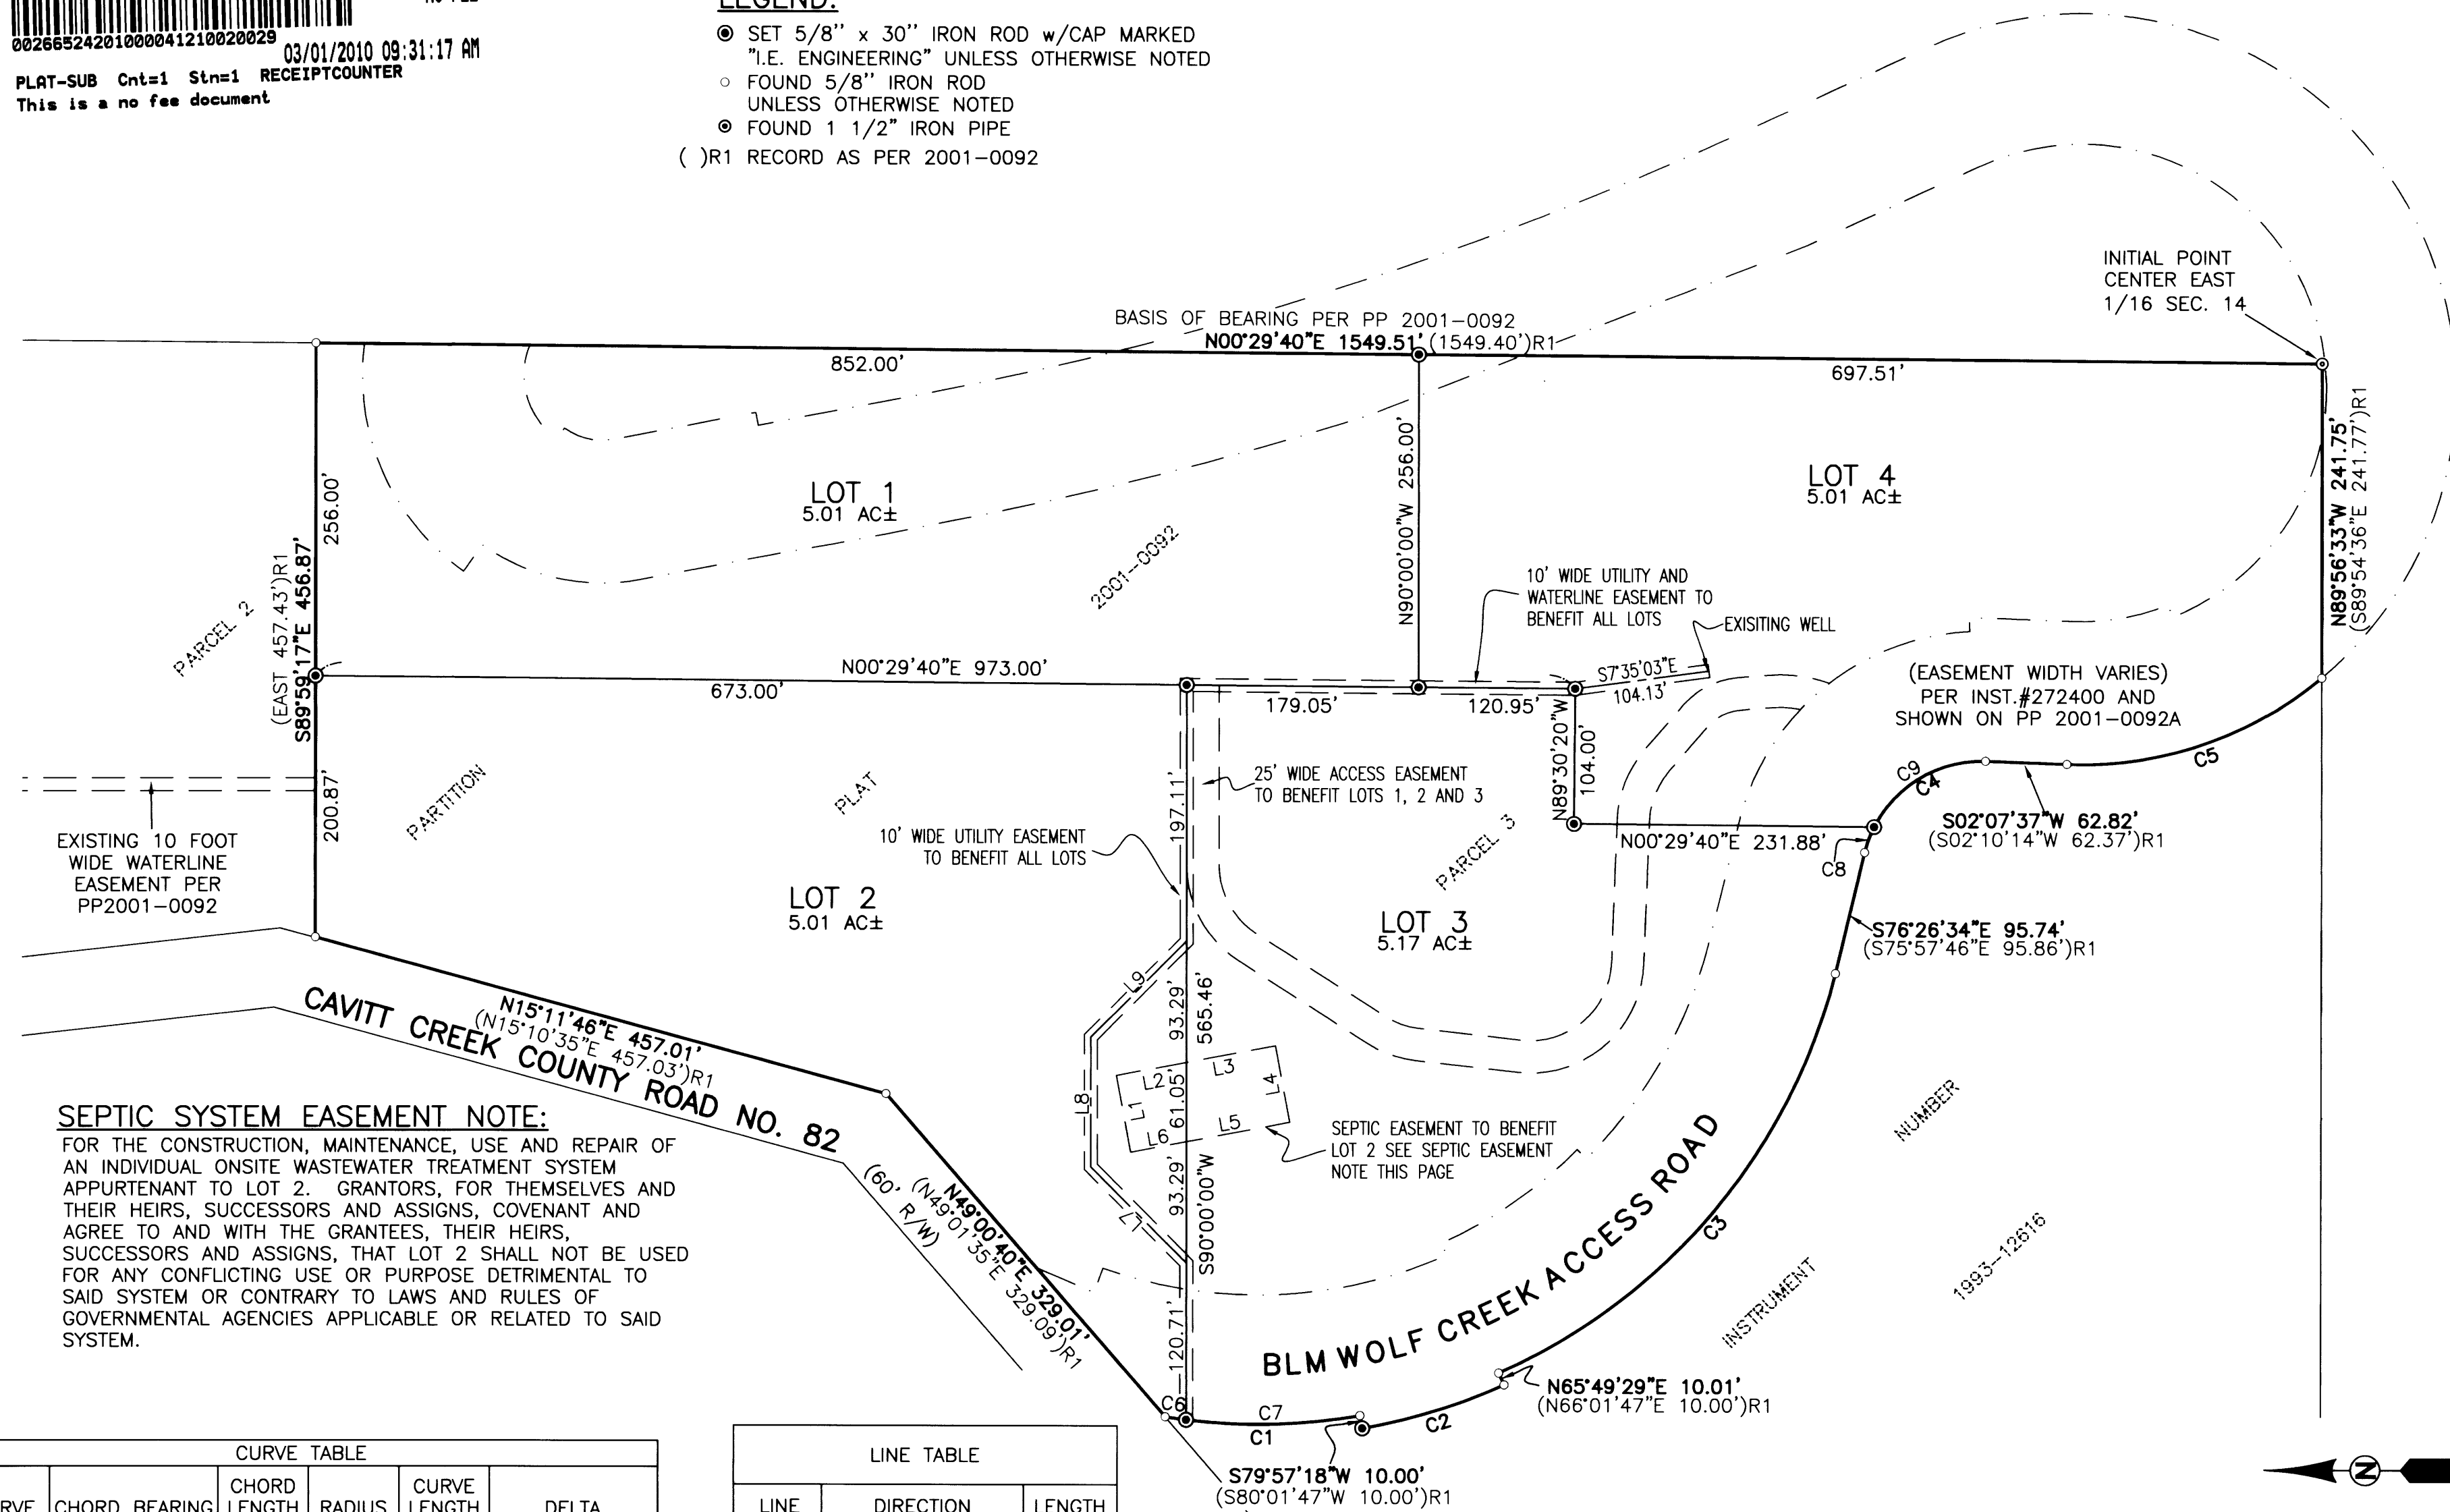 002665242010000041210020029
03/01/2010 09:31:17 AM
PLAT-SUB Cnt=1 Stn=1 RECEIPTCOUNTER
This is a no fee document
LEGEND:
SET 5/8" x 30" IRON ROD w/CAP MARKED
"I.E. ENGINEERING" UNLESS OTHERWISE NOTED
FOUND 5/8" IRON ROD
UNLESS OTHERWISE NOTED
FOUND 1 1/2" IRON PIPE
( )R1 RECORD AS PER 2001-0092
INITIAL POINT
CENTER EAST
1/16 SEC. 14
BASIS OF BEARING PER PP 2001-0092
N00°29'40"E 1549.51' (1549.40')R1
852.00'
697.51'
256.00'
S89°59'17"E 456.87'
(EAST 457.43')R1
LOT 1
5.01 AC±
N90°00'00"W 256.00'
LOT 4
5.01 AC±
N89°56'33"W 241.75'
(S89°54'36"E 241.77')R1
PARCEL 2
2001-0092
10' WIDE UTILITY AND
WATERLINE EASEMENT TO
BENEFIT ALL LOTS
EXISITING WELL
N00°29'40"E 973.00'
673.00'
179.05'
120.95'
S7°35'03"E
104.13'
N89°30'20"W
104.00'
(EASEMENT WIDTH VARIES)
PER INST.#272400 AND
SHOWN ON PP 2001-0092A
C5
C9
C4
S02°07'37"W 62.82'
(S02°10'14"W 62.37')R1
200.87'
PARTITION
PLAT
PARCEL 3
25' WIDE ACCESS EASEMENT
TO BENEFIT LOTS 1, 2 AND 3
197.11'
10' WIDE UTILITY EASEMENT
TO BENEFIT ALL LOTS
N00°29'40"E 231.88'
C8
EXISTING 10 FOOT
WIDE WATERLINE
EASEMENT PER
PP2001-0092
LOT 2
5.01 AC±
LOT 3
5.17 AC±
S76°26'34"E 95.74'
(S75°57'46"E 95.86')R1
N15°11'46"E 457.01'
(N15°10'35"E 457.03')R1
CAVITT CREEK COUNTY ROAD NO. 82
(60' R/W)
N49°00'40"E 329.01'
(N49°01'35"E 329.09')R1
L9
L8
L7
93.29'
61.05'
93.29'
120.71'
565.46'
S90°00'00"W
L1
L2
L3
L4
L5
L6
SEPTIC EASEMENT TO BENEFIT
LOT 2 SEE SEPTIC EASEMENT
NOTE THIS PAGE
SEPTIC SYSTEM EASEMENT NOTE:
FOR THE CONSTRUCTION, MAINTENANCE, USE AND REPAIR OF
AN INDIVIDUAL ONSITE WASTEWATER TREATMENT SYSTEM
APPURTENANT TO LOT 2. GRANTORS, FOR THEMSELVES AND
THEIR HEIRS, SUCCESSORS AND ASSIGNS, COVENANT AND
AGREE TO AND WITH THE GRANTEES, THEIR HEIRS,
SUCCESSORS AND ASSIGNS, THAT LOT 2 SHALL NOT BE USED
FOR ANY CONFLICTING USE OR PURPOSE DETRIMENTAL TO
SAID SYSTEM OR CONTRARY TO LAWS AND RULES OF
GOVERNMENTAL AGENCIES APPLICABLE OR RELATED TO SAID
SYSTEM.
BLM WOLF CREEK ACCESS ROAD
C3
INSTRUMENT
NUMBER
1993-12616
N65°49'29"E 10.01'
(N66°01'47"E 10.00')R1
C6
C7
C1
C2
S79°57'18"W 10.00'
(S80°01'47"W 10.00')R1
N
CURVE TABLE
CHORD BEARING
CHORD
LENGTH
RADIUS
CURVE
LENGTH
DELTA
LINE TABLE
LINE
DIRECTION
LENGTH